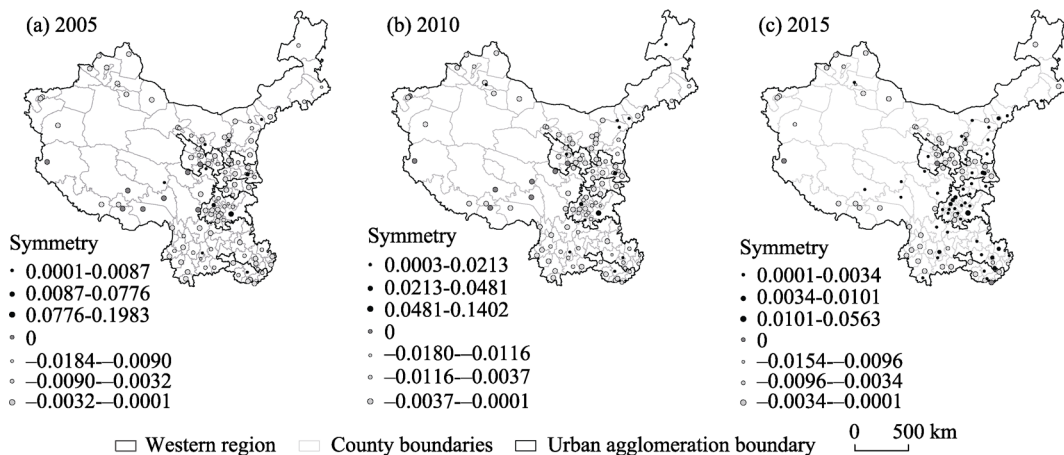 (a) 2005
(b) 2010
(c) 2015
Symmetry
0.0001-0.0087
0.0087-0.0776
0.0776-0.1983
0
–0.0184-–0.0090
–0.0090-–0.0032
–0.0032-–0.0001
Symmetry
0.0003-0.0213
0.0213-0.0481
0.0481-0.1402
0
–0.0180-–0.0116
–0.0116-–0.0037
–0.0037-–0.0001
Symmetry
0.0001-0.0034
0.0034-0.0101
0.0101-0.0563
0
–0.0154-–0.0096
–0.0096-–0.0034
–0.0034-–0.0001
Western region County boundaries Urban agglomeration boundary
0 500 km